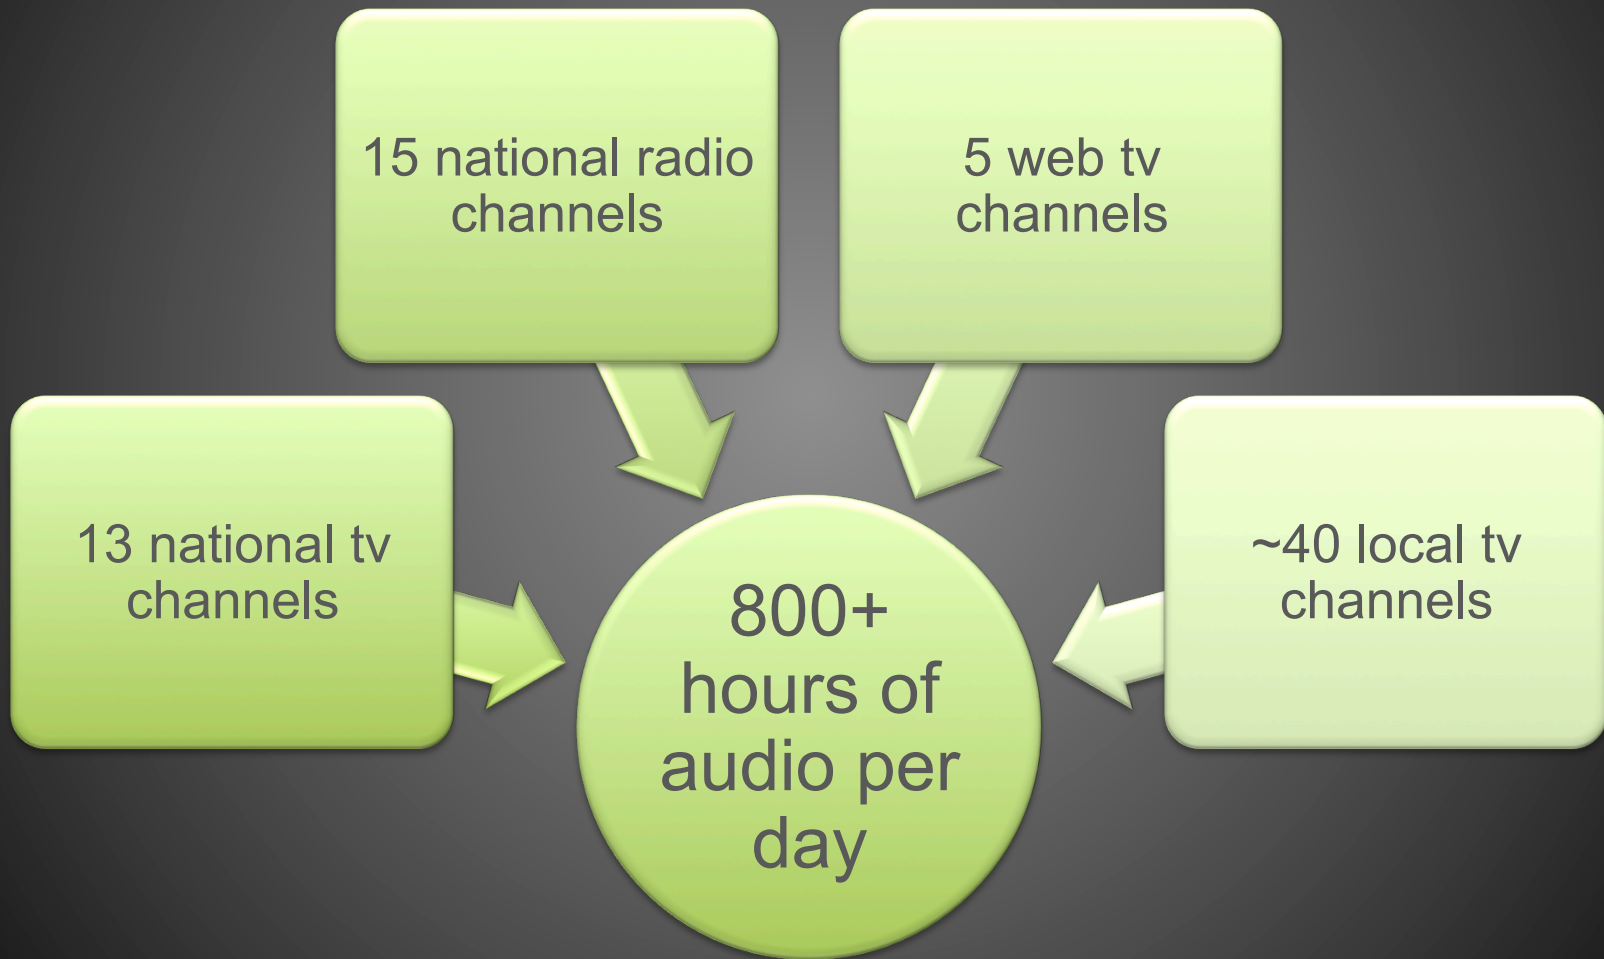 15 national radio
channels
5 web tv
channels
13 national tv
channels
~40 local tv
channels
800+
hours of
audio per
day